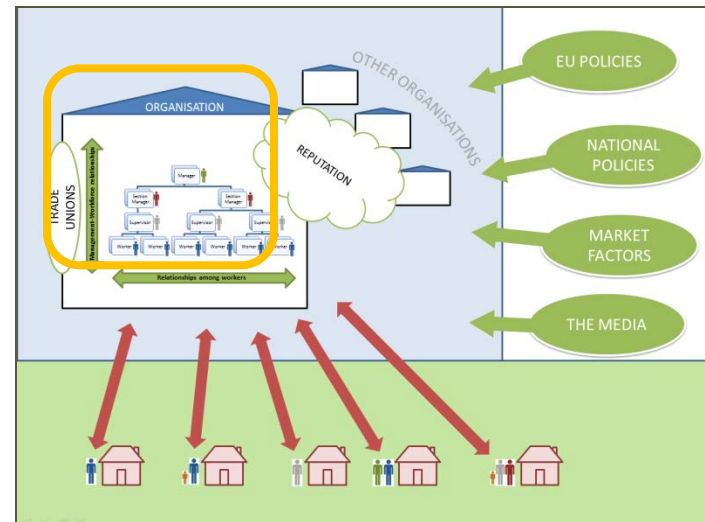 ORGANISATION
OTHER ORGANISATIONS
REPUTATION
TRADE
UNIONS
Management-Workforce relationships
Manager
Section
Manager
Section
Manager
Supervisor
Supervisor
Worker
Worker
Worker
Worker
Worker
Worker
Relationships among workers
EU POLICIES
NATIONAL
POLICIES
MARKET
FACTORS
THE MEDIA